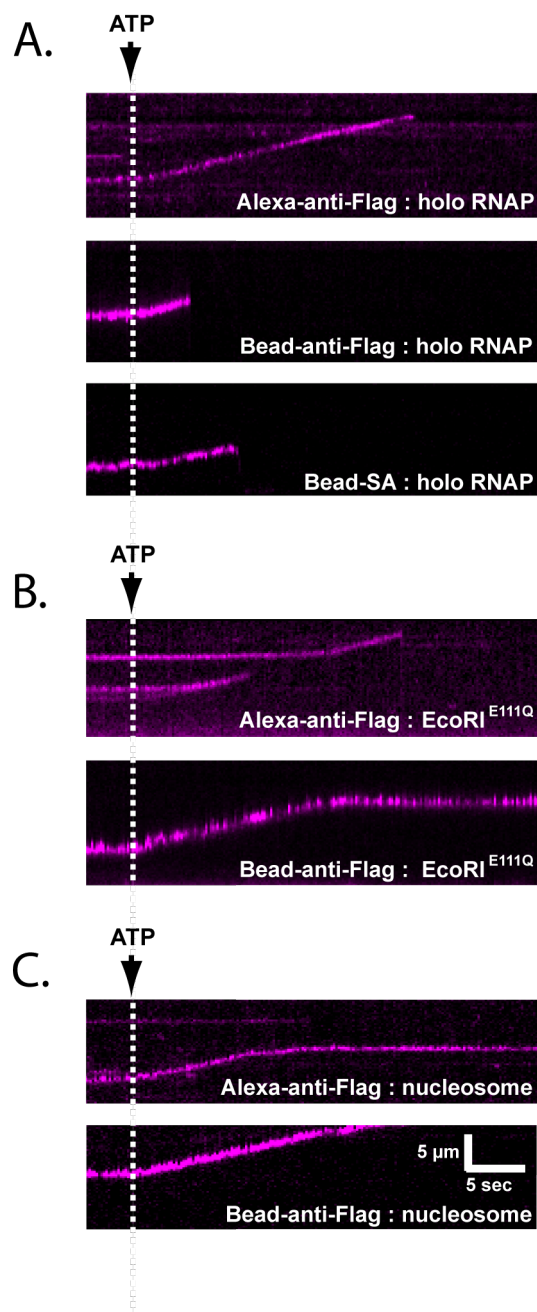 A.
ATP
Alexa-anti-Flag : holo RNAP
Bead-anti-Flag : holo RNAP
Bead-SA : holo RNAP
B.
ATP
Alexa-anti-Flag : EcoRI E111Q
Bead-anti-Flag : EcoRI E111Q
C.
ATP
Alexa-anti-Flag : nucleosome
5 µm
5 sec
Bead-anti-Flag : nucleosome